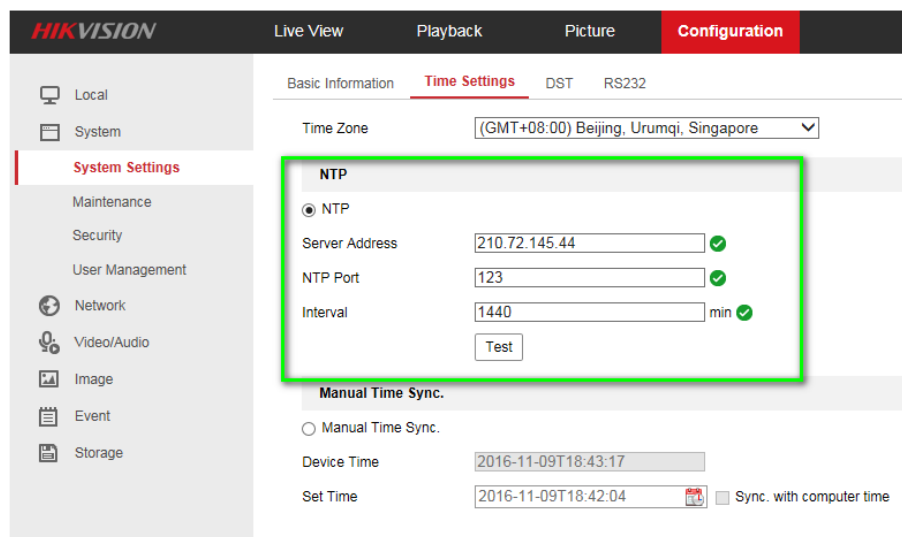 HIKVISION Live View Playback Picture Configuration
Basic Information Time Settings DST RS232
Local
System
System Settings
Maintenance
Security
User Management
Network
Video/Audio
Image
Event
Storage
Time Zone (GMT+08:00) Beijing, Urumqi, Singapore
NTP
NTP
Server Address 210.72.145.44
NTP Port 123
Interval 1440 min
Test
Manual Time Sync.
Manual Time Sync.
Device Time 2016-11-09T18:43:17
Set Time 2016-11-09T18:42:04 Sync. with computer time